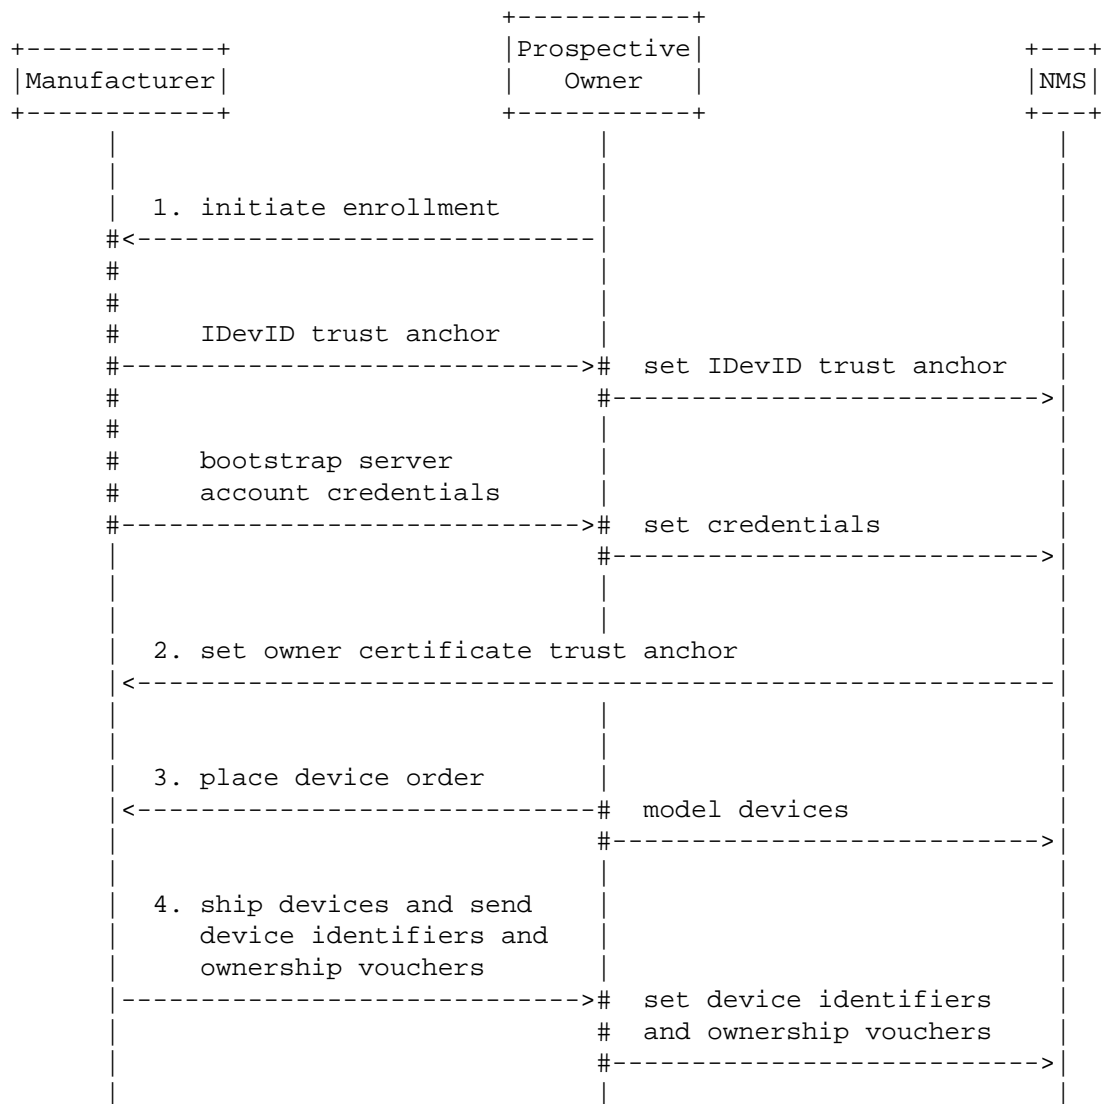 Prospective
Manufacturer Owner NMS
1. initiate enrollment
IDevID trust anchor
set IDevID trust anchor
bootstrap server
account credentials
set credentials
2. set owner certificate trust anchor
3. place device order
model devices
4. ship devices and send
device identifiers and
ownership vouchers
set device identifiers
and ownership vouchers